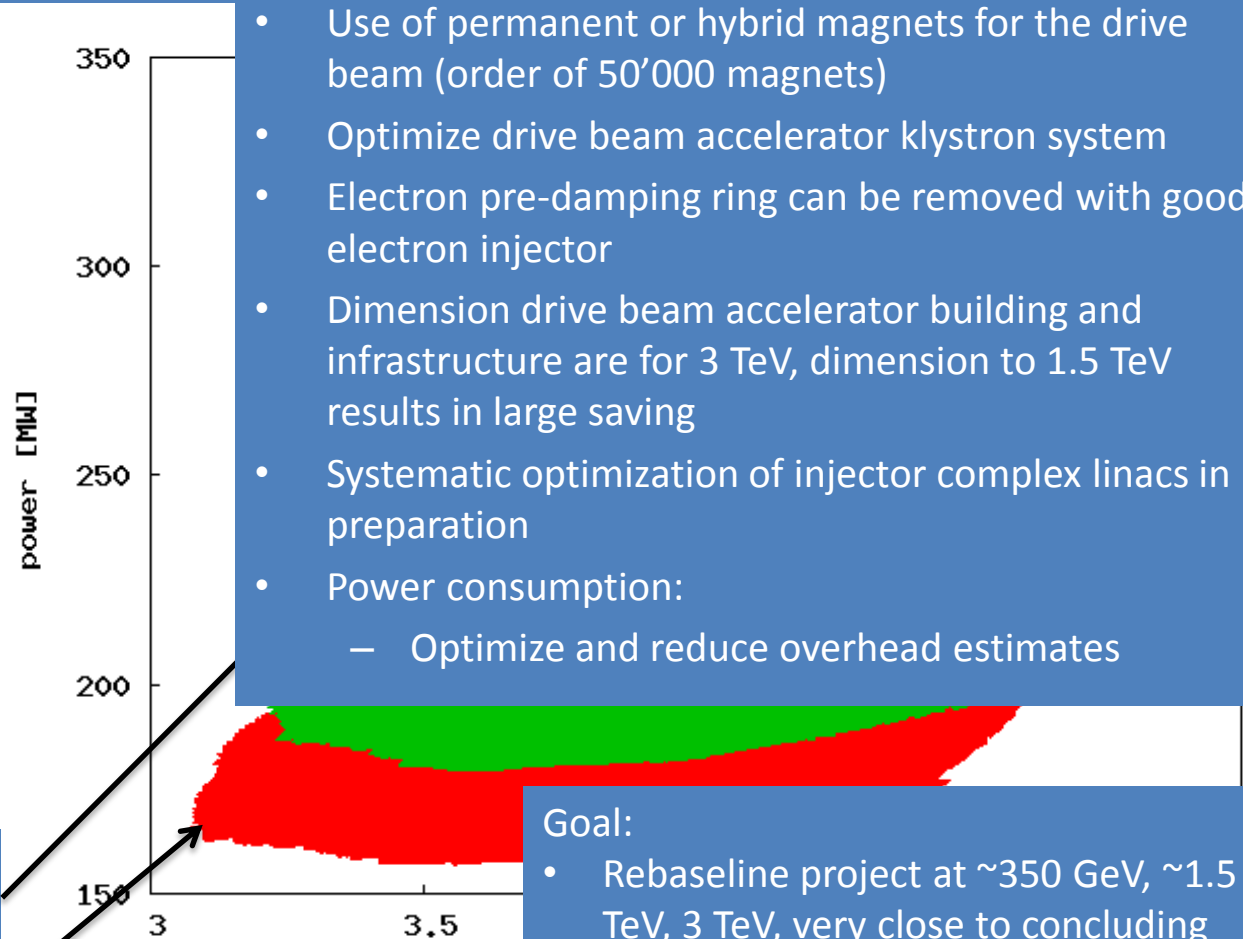 • Use of permanent or hybrid magnets for the drive
beam (order of 50’000 magnets)
• Optimize drive beam accelerator klystron system
• Electron pre-damping ring can be removed with good
electron injector
• Dimension drive beam accelerator building and
infrastructure are for 3 TeV, dimension to 1.5 TeV
results in large saving
• Systematic optimization of injector complex linacs in
preparation
• Power consumption:
– Optimize and reduce overhead estimates
350
300
250
200
150
power [MW]
3
3.5
Goal:
• Rebaseline project at ~350 GeV, ~1.5
TeV, 3 TeV, very close to concluding